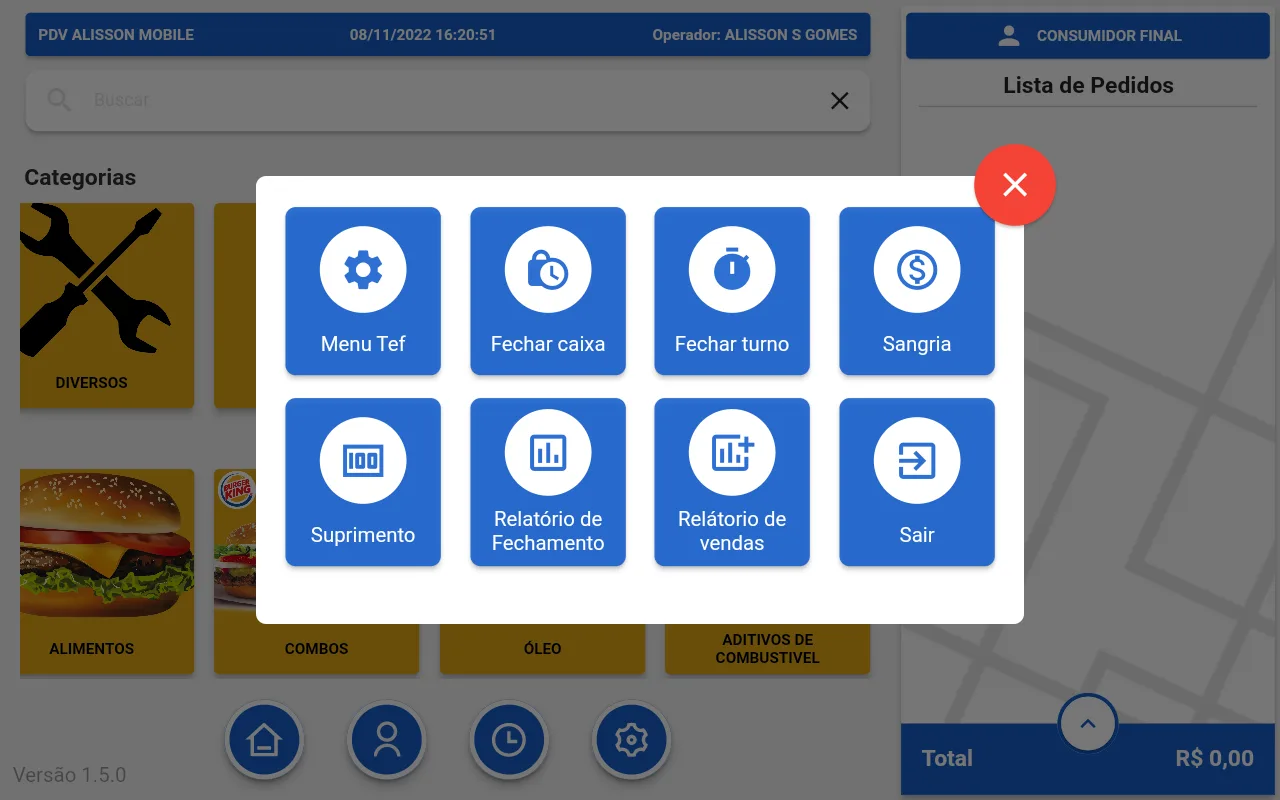 PDV ALISSON MOBILE
08/11/2022 16:20:51
Operador: ALISSON S GOMES
CONSUMIDOR FINAL
Buscar
Lista de Pedidos
Categorias
DIVERSOS
Menu Tef
Fechar caixa
Fechar turno
Sangria
100
Suprimento
Relatório de
Fechamento
Relátorio de
vendas
Sair
BURGER
KING
ALIMENTOS
COMBOS
ÓLEO
ADITIVOS DE
COMBUSTIVEL
Versão 1.5.0
Total
R$ 0,00